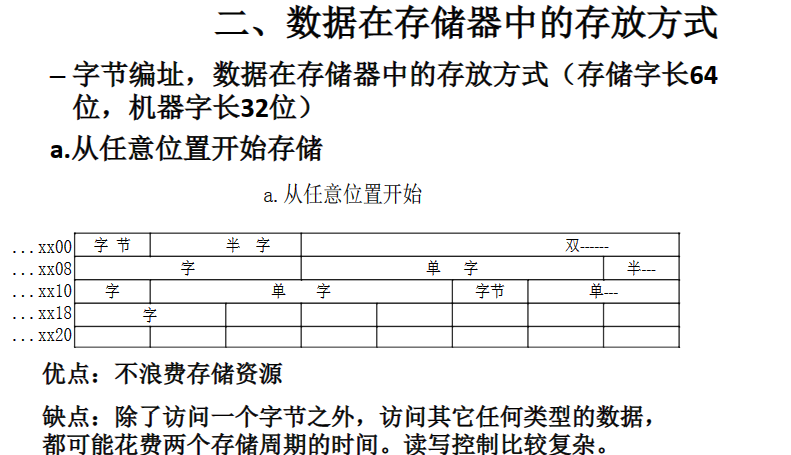 二、数据在存储器中的存放方式
– 字节编址，数据在存储器中的存放方式（存储字长64
位，机器字长32位）
a.从任意位置开始存储
a.从任意位置开始
...xx00 字 节 半 字 双------
...xx08 字 单 字 半---
...xx10 字 单 字 字节 单---
...xx18 字
...xx20
优点：不浪费存储资源
缺点：除了访问一个字节之外，访问其它任何类型的数据，
都可能花费两个存储周期的时间。读写控制比较复杂。